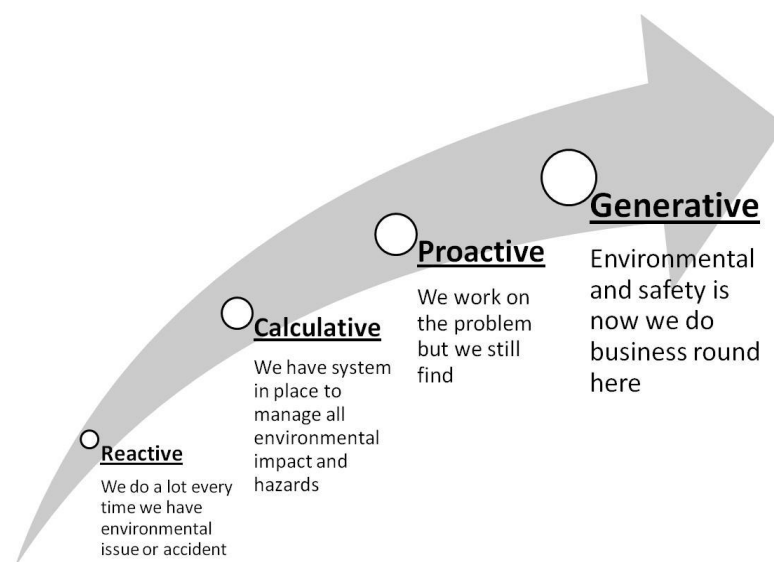 Reactive
We do a lot every
time we have
environmental
issue or accident
Calculative
We have system
in place to
manage all
environmental
impact and
hazards
Proactive
We work on
the problem
but we still
find
Generative
Environmental
and safety is
now we do
business round
here